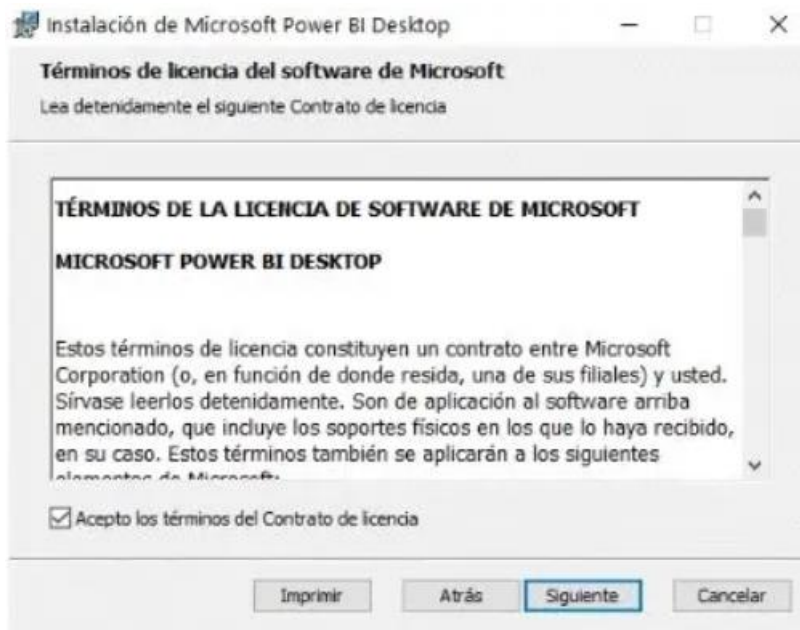 Instalación de Microsoft Power BI Desktop
Términos de licencia del software de Microsoft
Lea detenidamente el siguiente Contrato de licencia
TÉRMINOS DE LA LICENCIA DE SOFTWARE DE MICROSOFT
MICROSOFT POWER BI DESKTOP
Estos términos de licencia constituyen un contrato entre Microsoft
Corporation (o, en función de donde resida, una de sus filiales) y usted.
Sírvase leerlos detenidamente. Son de aplicación al software arriba
mencionado, que incluye los soportes físicos en los que lo haya recibido,
en su caso. Estos términos también se aplicarán a los siguientes
elementos de Microsoft:
Acepto los términos del Contrato de licencia
Imprimir Atrás Siguiente Cancelar